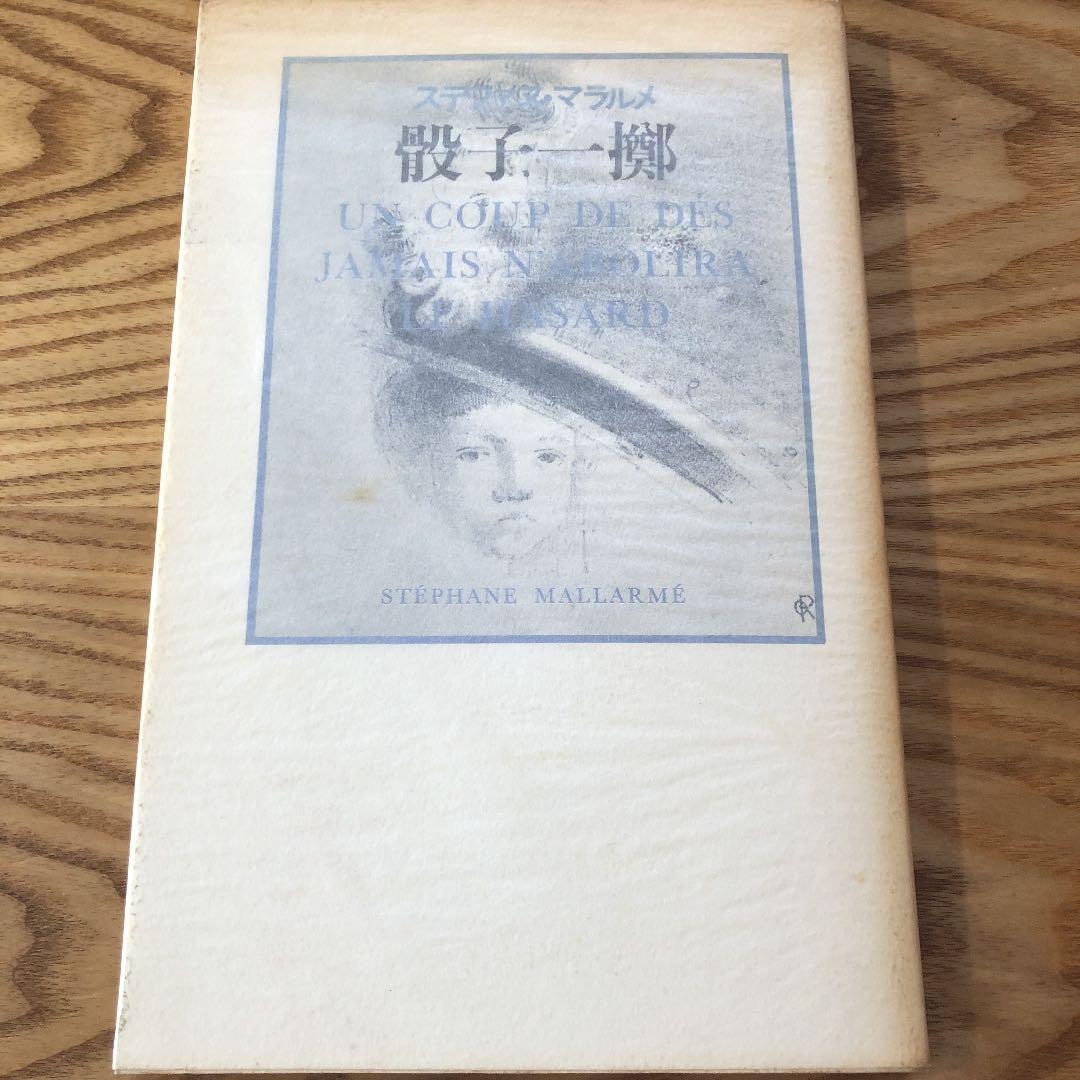 ステファヌ・マラルメ
骰子一擲
UN COUP DE DÉS
JAMAIS N'ABOLIRA
LE HASARD
STÉPHANE MALLARMÉ